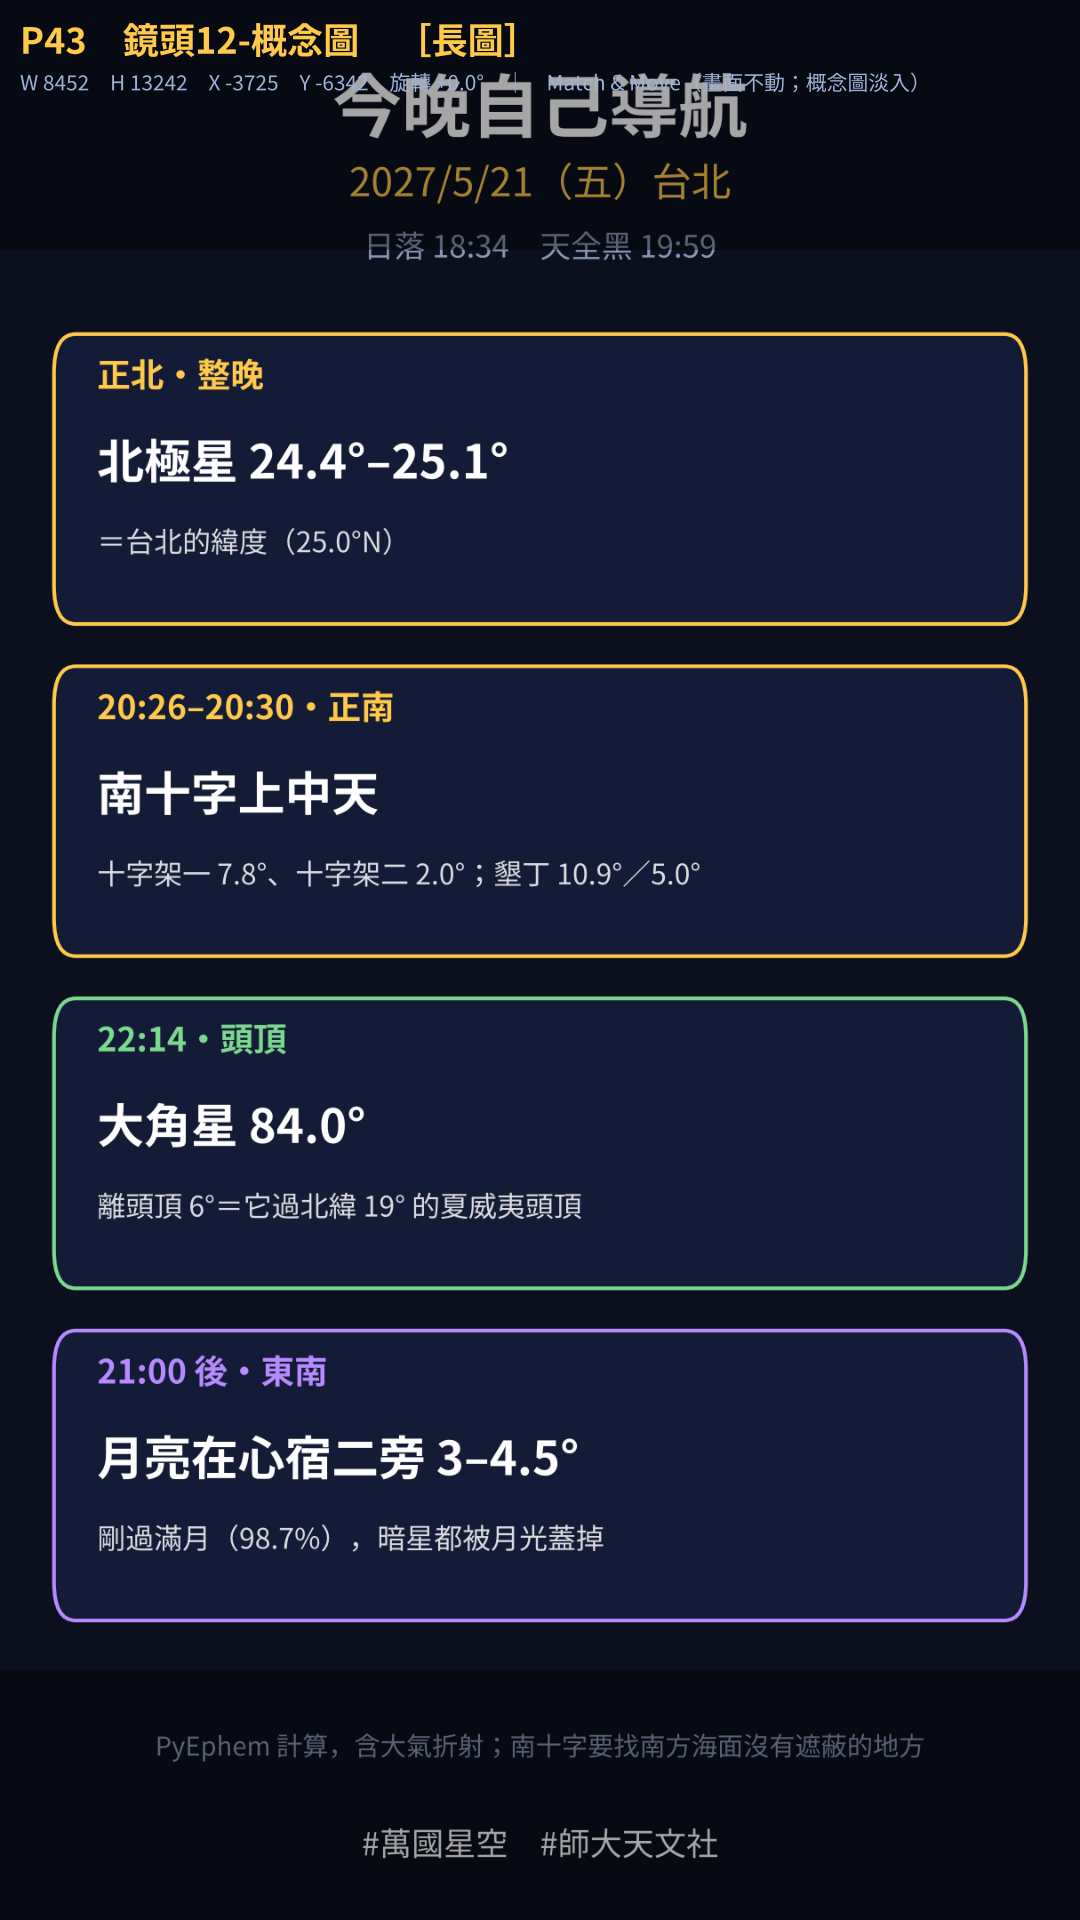 P43　鏡頭12-概念圖　［長圖］
W 8452　H 13242　X -3725　Y -6342　旋轉 70.0°　｜　Match & Move（畫面不動；概念圖淡入）
今晚自己導航
2027/5/21（五）台北
日落 18:34　天全黑 19:59
正北・整晚
北極星 24.4°–25.1°
＝台北的緯度（25.0°N）
20:26–20:30・正南
南十字上中天
十字架一 7.8°、十字架二 2.0°；墾丁 10.9°／5.0°
22:14・頭頂
大角星 84.0°
離頭頂 6°＝它過北緯 19° 的夏威夷頭頂
21:00 後・東南
月亮在心宿二旁 3–4.5°
剛過滿月（98.7%），暗星都被月光蓋掉
PyEphem 計算，含大氣折射；南十字要找南方海面沒有遮蔽的地方
#萬國星空　#師大天文社